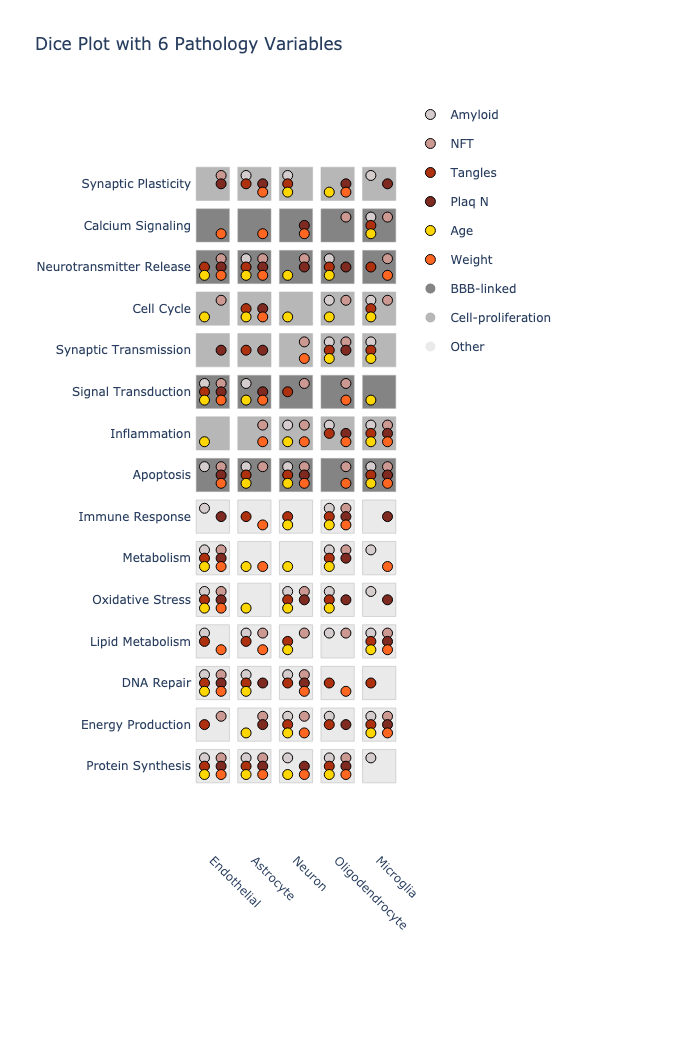 Dice Plot with 6 Pathology Variables
Amyloid
NFT
Tangles
Plaq N
Age
Weight
BBB-linked
Cell-proliferation
Other
Synaptic Plasticity
Calcium Signaling
Neurotransmitter Release
Cell Cycle
Synaptic Transmission
Signal Transduction
Inflammation
Apoptosis
Immune Response
Metabolism
Oxidative Stress
Lipid Metabolism
DNA Repair
Energy Production
Protein Synthesis
Endothelial
Astrocyte
Neuron
Oligodendrocyte
Microglia